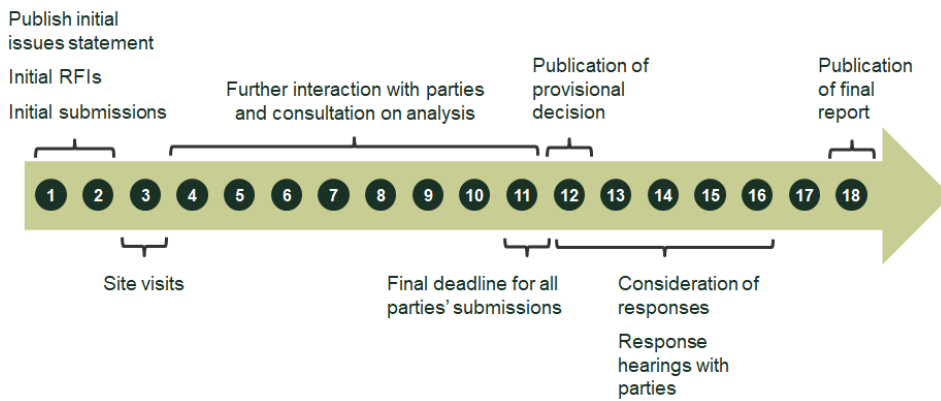 Publish initial
issues statement
Initial RFIs
Initial submissions
Further interaction with parties
and consultation on analysis
Publication of
provisional
decision
Publication
of final
report
1 2 3 4 5 6 7 8 9 10 11 12 13 14 15 16 17 18
Site visits
Final deadline for all
parties’ submissions
Consideration of
responses
Response
hearings with
parties